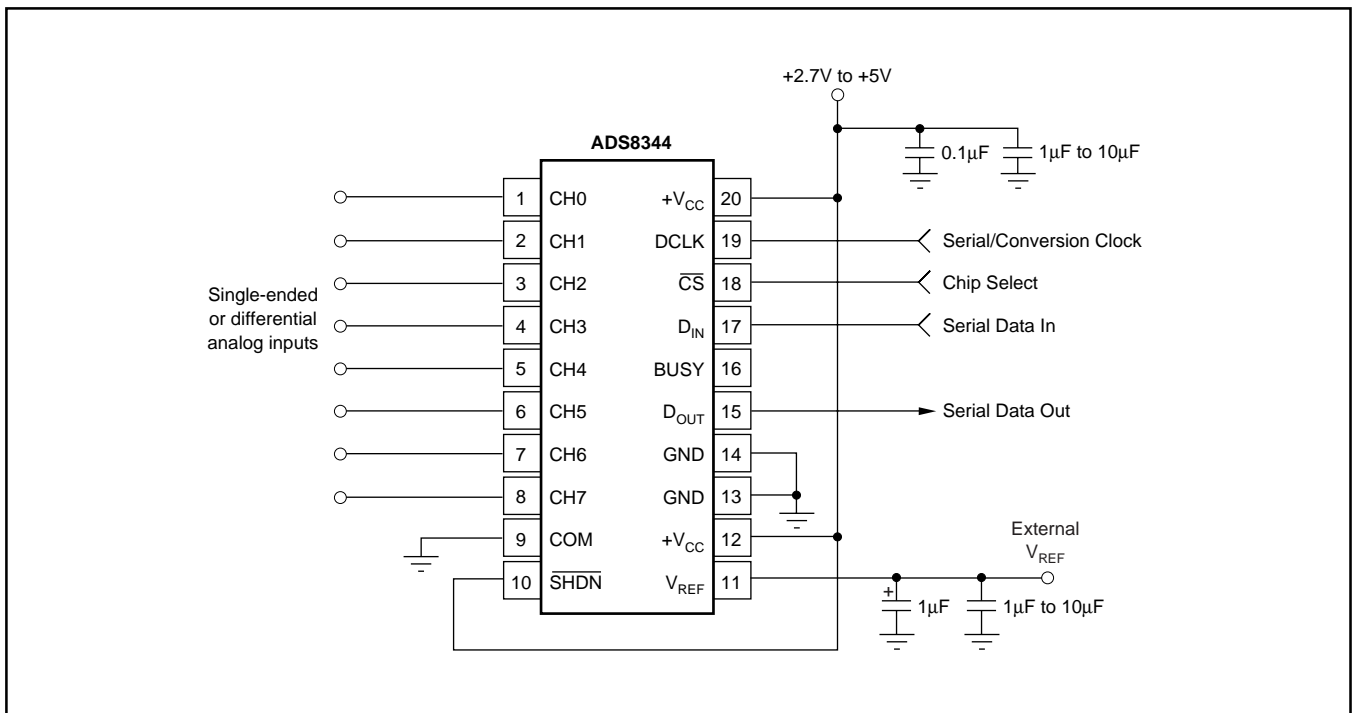 +2.7V to +5V
ADS8344
0.1µF
1µF to 10µF
1 CH0 +VCC 20
2 CH1 DCLK 19 Serial/Conversion Clock
3 CH2 CS 18 Chip Select
Single-ended
or differential
analog inputs
4 CH3 DIN 17 Serial Data In
5 CH4 BUSY 16
6 CH5 DOUT 15 Serial Data Out
7 CH6 GND 14
8 CH7 GND 13
9 COM +VCC 12
External
VREF
10 SHDN VREF 11
+
1µF
1µF to 10µF